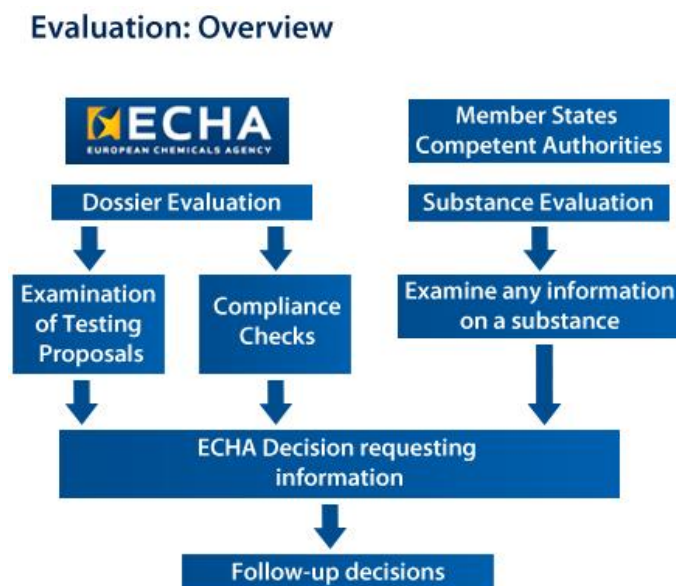 Evaluation: Overview
ECHA
EUROPEAN CHEMICALS AGENCY
Member States
Competent Authorities
Dossier Evaluation
Substance Evaluation
Examination
of Testing
Proposals
Compliance
Checks
Examine any information
on a substance
ECHA Decision requesting
information
Follow-up decisions